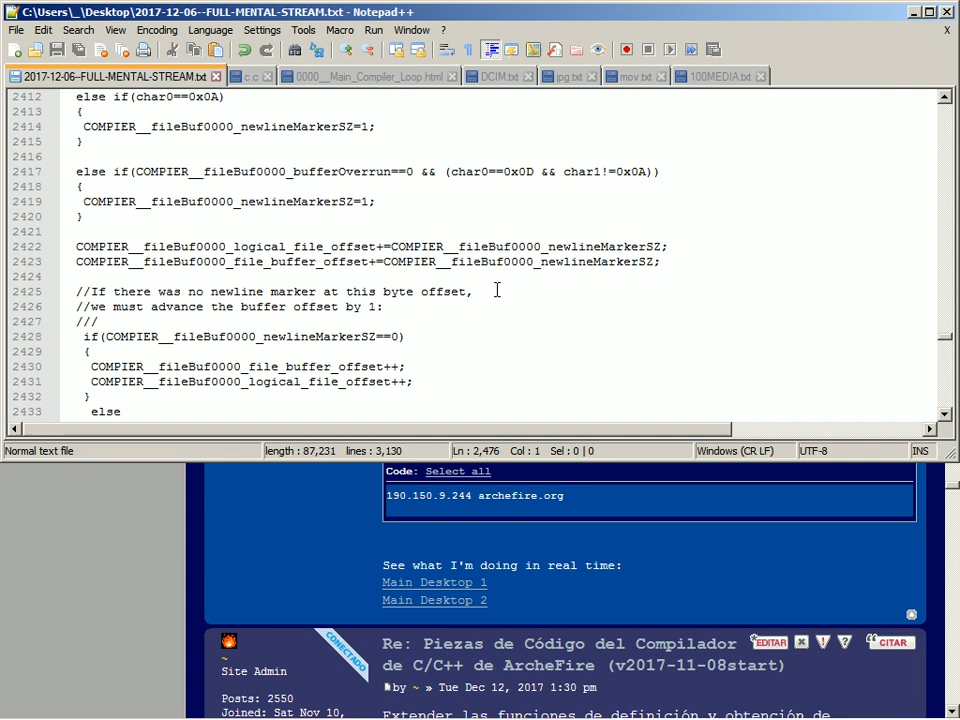 C:\Users\_\Desktop\2017-12-06--FULL-MENTAL-STREAM.txt - Notepad++
File Edit Search View Encoding Language Settings Tools Macro Run Window ? X
2017-12-06--FULL-MENTAL-STREAM.txt c.c 0000__Main_Compiler_Loop.html DCIM.txt jpg.txt mov.txt 100MEDIA.txt
2412 else if(char0==0x0A)
2413 {
2414 COMPIER__fileBuf0000_newlineMarkerSZ=1;
2415 }
2416
2417 else if(COMPIER__fileBuf0000_bufferOverrun==0 && (char0==0x0D && char1!=0x0A))
2418 {
2419 COMPIER__fileBuf0000_newlineMarkerSZ=1;
2420 }
2421
2422 COMPIER__fileBuf0000_logical_file_offset+=COMPIER__fileBuf0000_newlineMarkerSZ;
2423 COMPIER__fileBuf0000_file_buffer_offset+=COMPIER__fileBuf0000_newlineMarkerSZ;
2424
2425 //If there was no newline marker at this byte offset,
2426 //we must advance the buffer offset by 1:
2427 ///
2428 if(COMPIER__fileBuf0000_newlineMarkerSZ==0)
2429 {
2430 COMPIER__fileBuf0000_file_buffer_offset++;
2431 COMPIER__fileBuf0000_logical_file_offset++;
2432 }
2433 else
Normal text file length : 87,231 lines : 3,130 Ln : 2,476 Col : 1 Sel : 0 | 0 Windows (CR LF) UTF-8 INS
Code: Select all
190.150.9.244 archefire.org
See what I'm doing in real time:
Main Desktop 1
Main Desktop 2
CONECTADO
~
Site Admin
Posts: 2550
Joined: Sat Nov 10,
Re: Piezas de Código del Compilador
de C/C++ de ArcheFire (v2017-11-08start)
EDITAR X ! ? CITAR
by ~ » Tue Dec 12, 2017 1:30 pm
Extender las funciones de definición y obtención de